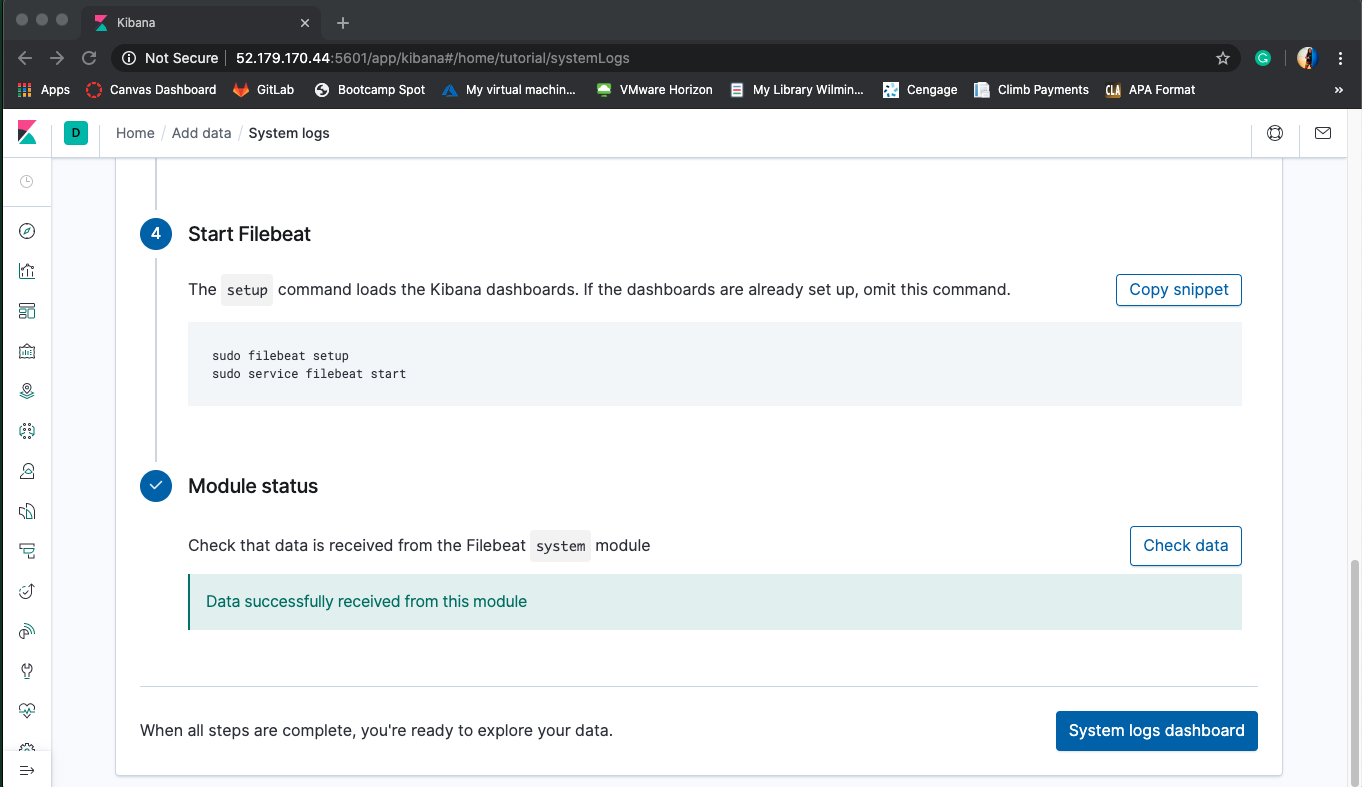 Kibana
Not Secure 52.179.170.44:5601/app/kibana#/home/tutorial/systemLogs
G
Apps Canvas Dashboard GitLab Bootcamp Spot My virtual machin... VMware Horizon My Library Wilmin... Cengage Climb Payments CLA APA Format »
D Home / Add data / System logs
4 Start Filebeat
The setup command loads the Kibana dashboards. If the dashboards are already set up, omit this command.
Copy snippet
sudo filebeat setup
sudo service filebeat start
Module status
Check that data is received from the Filebeat system module
Check data
Data successfully received from this module
When all steps are complete, you're ready to explore your data.
System logs dashboard